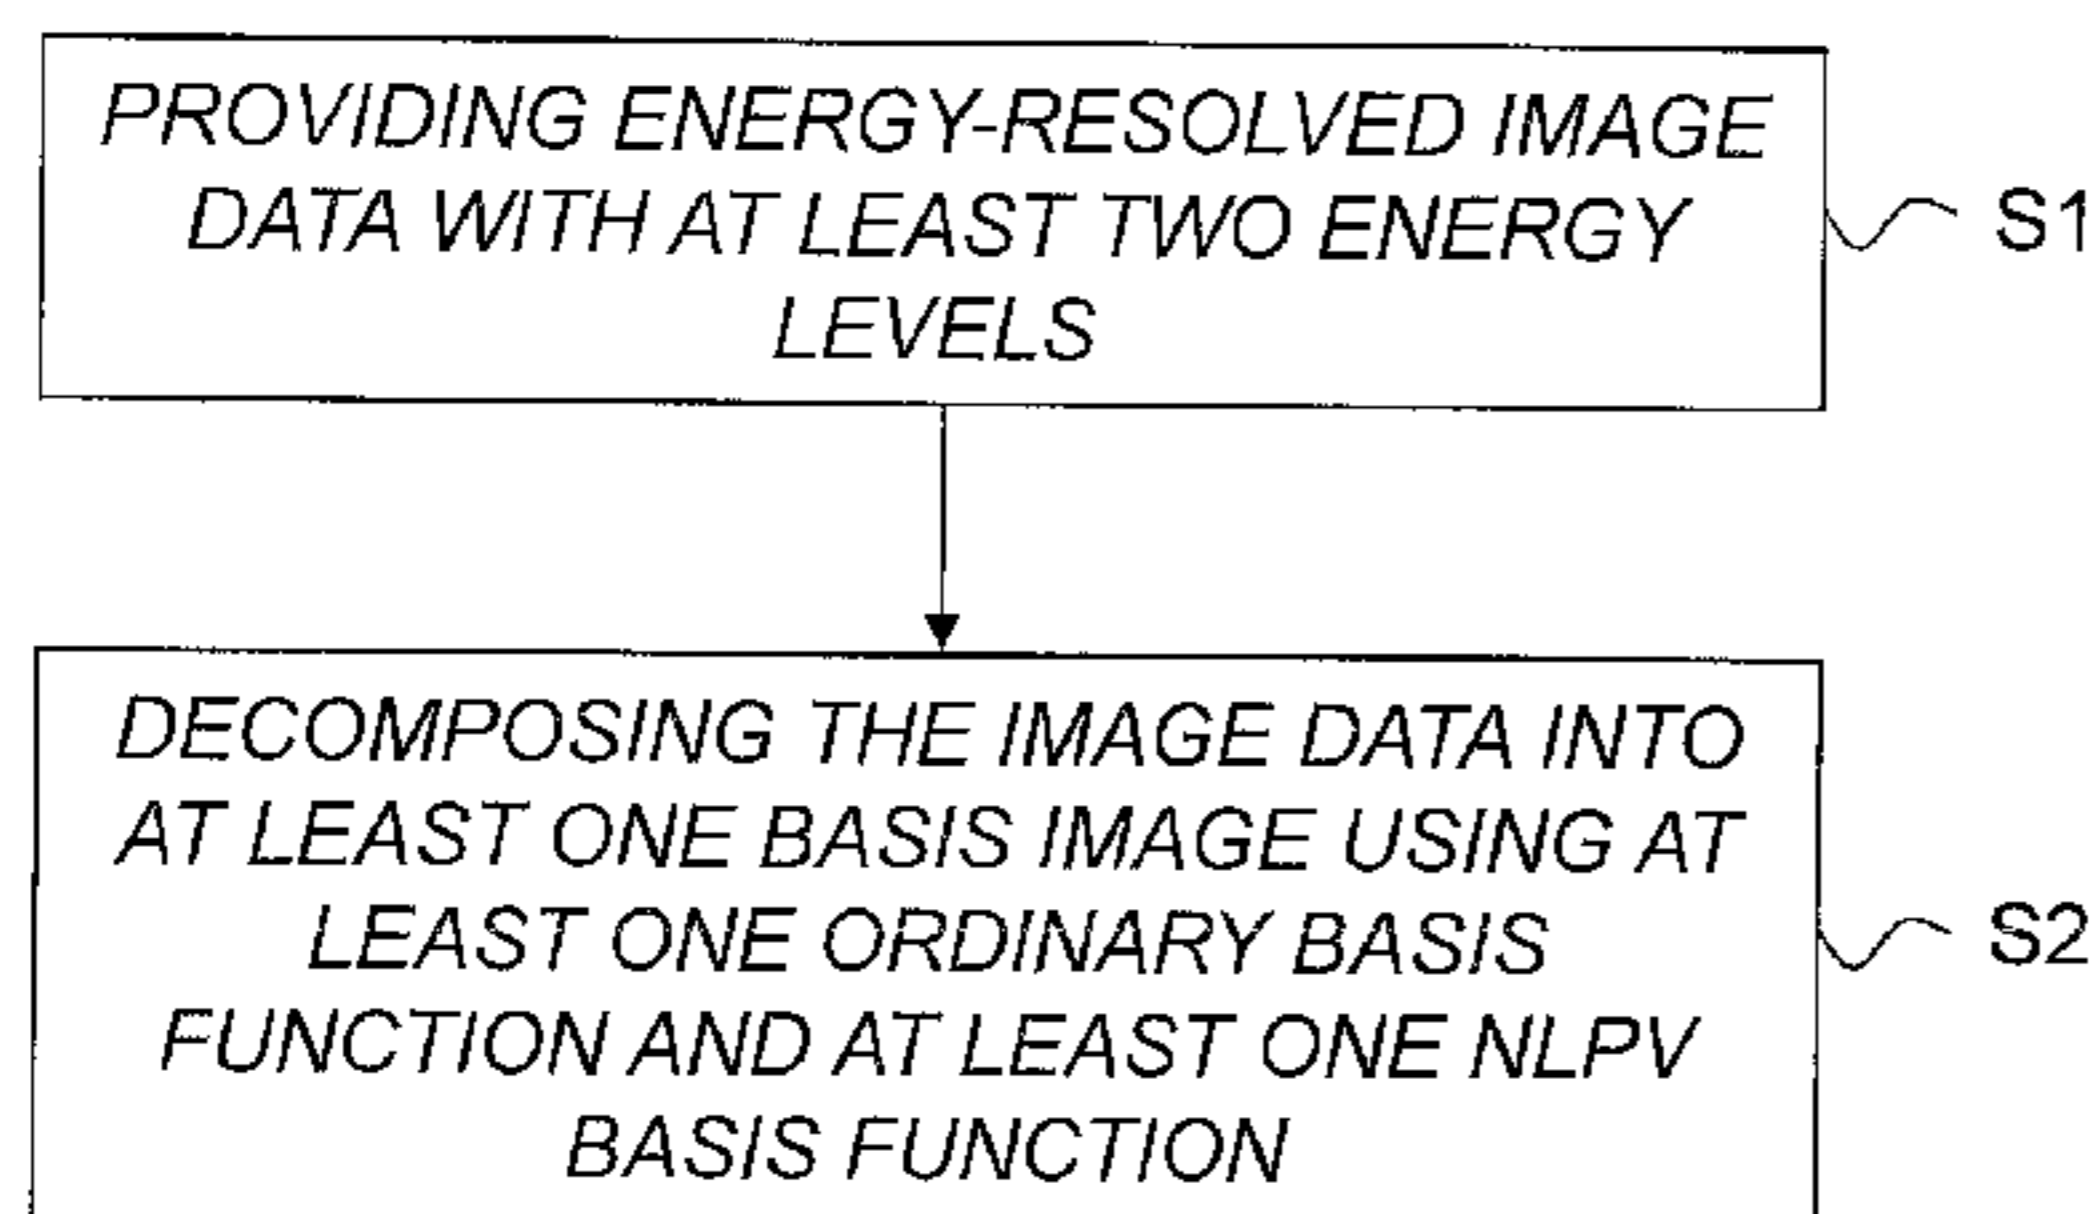 PROVIDING ENERGY-RESOLVED IMAGE
DATA WITH AT LEAST TWO ENERGY
LEVELS
S1
DECOMPOSING THE IMAGE DATA INTO
AT LEAST ONE BASIS IMAGE USING AT
LEAST ONE ORDINARY BASIS
FUNCTION AND AT LEAST ONE NLPV
BASIS FUNCTION
S2